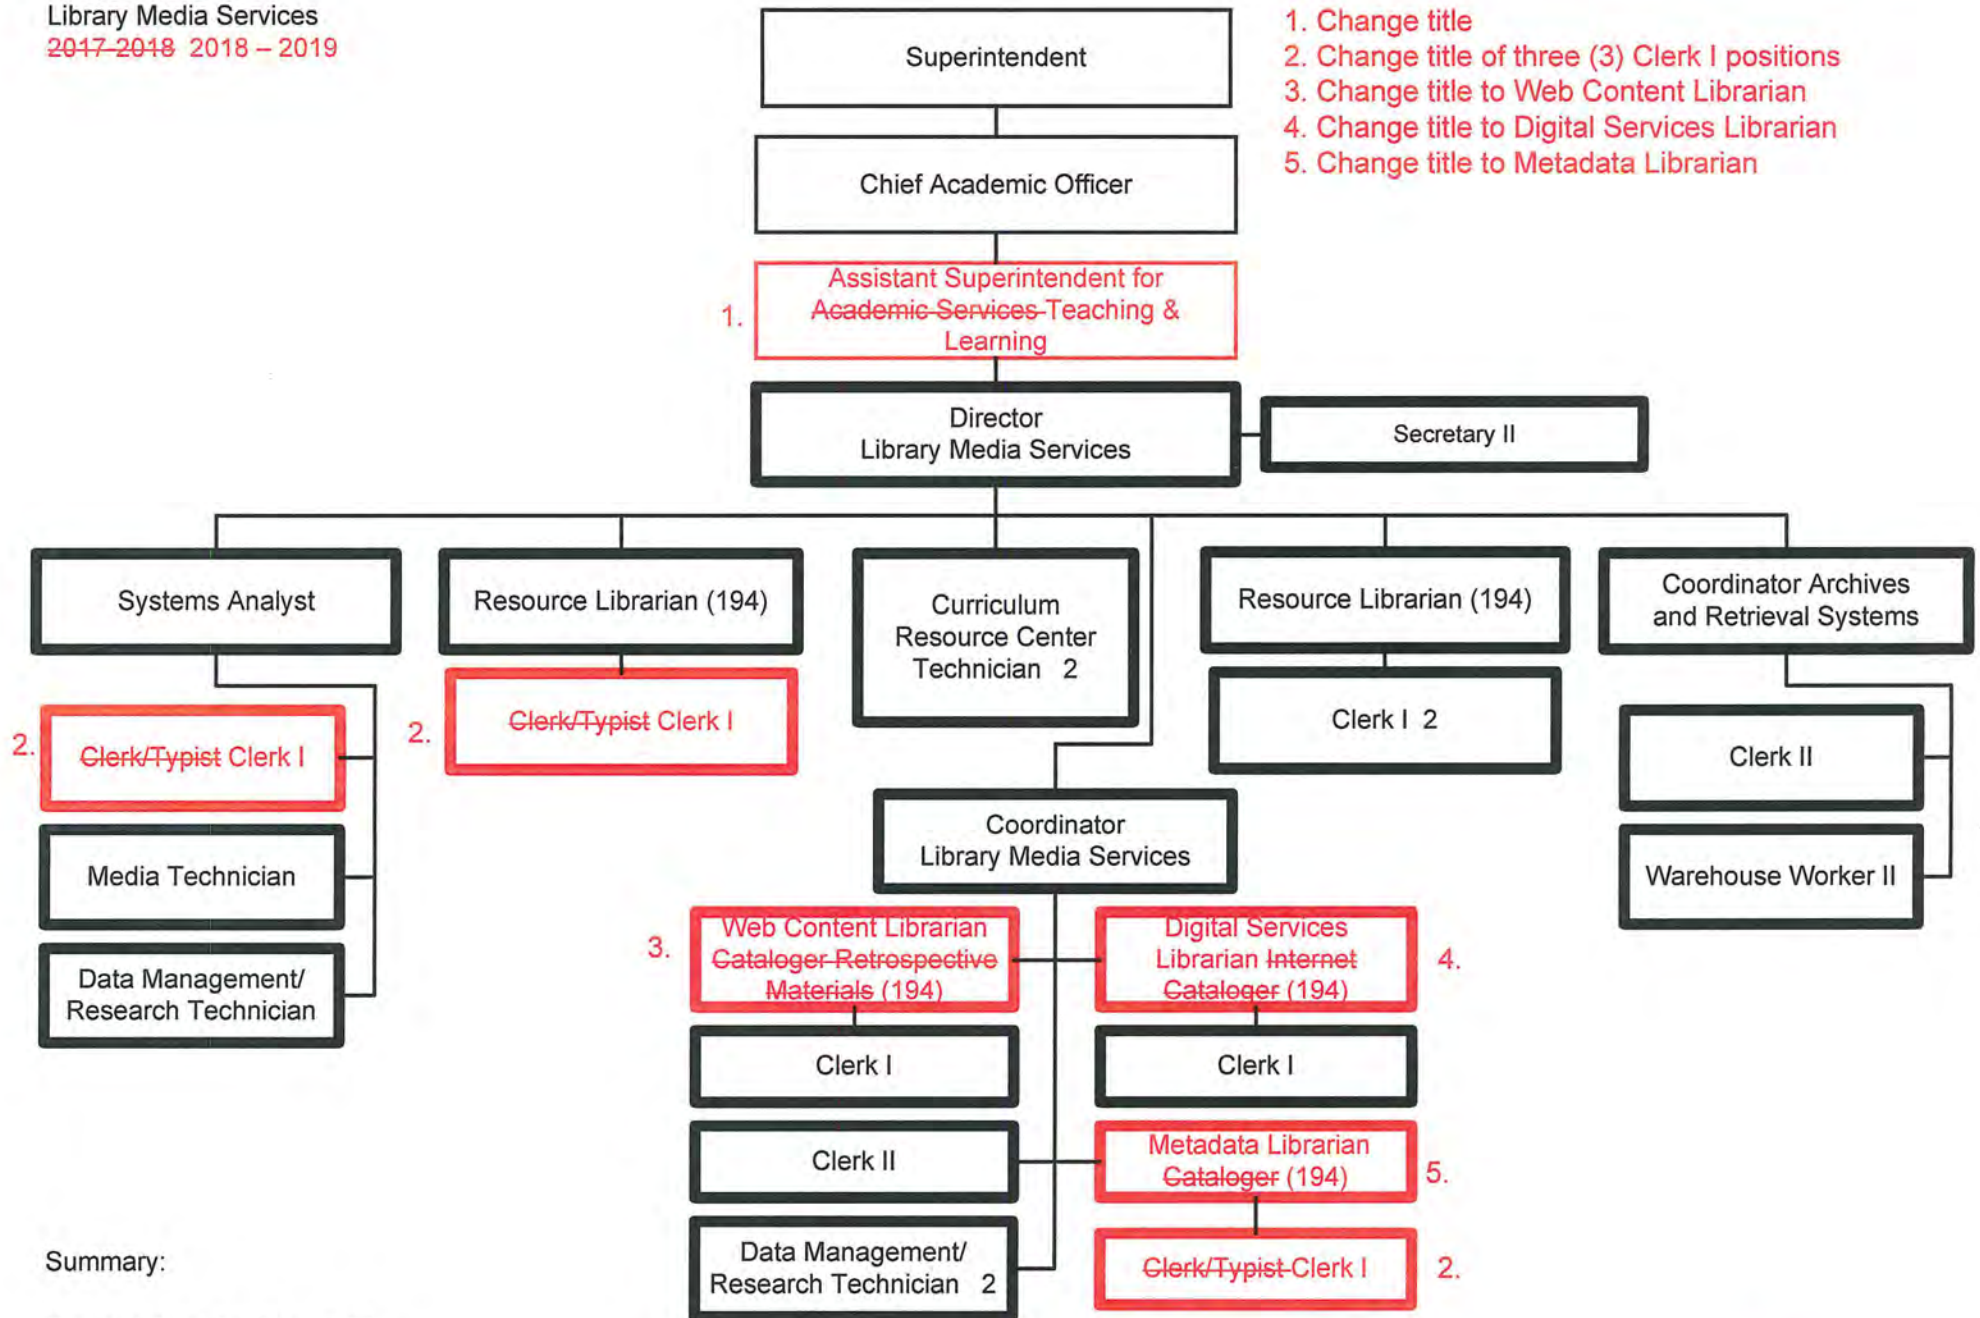 Library Media Services
2017-2018 2018 – 2019
Superintendent
1. Change title
2. Change title of three (3) Clerk I positions
3. Change title to Web Content Librarian
4. Change title to Digital Services Librarian
5. Change title to Metadata Librarian
Chief Academic Officer
1.
Assistant Superintendent for
Academic Services Teaching &
Learning
Director
Library Media Services
Secretary II
Systems Analyst
Resource Librarian (194)
Curriculum
Resource Center
Technician 2
Resource Librarian (194)
Coordinator Archives
and Retrieval Systems
2.
Clerk/Typist Clerk I
2.
Clerk/Typist Clerk I
Clerk I 2
Clerk II
Media Technician
Coordinator
Library Media Services
Warehouse Worker II
Data Management/
Research Technician
3.
Web Content Librarian
Cataloger Retrospective
Materials (194)
Digital Services
Librarian Internet
Cataloger (194)
4.
Clerk I
Clerk I
Clerk II
Metadata Librarian
Cataloger (194)
5.
Data Management/
Research Technician 2
Clerk/Typist Clerk I
2.
Summary: